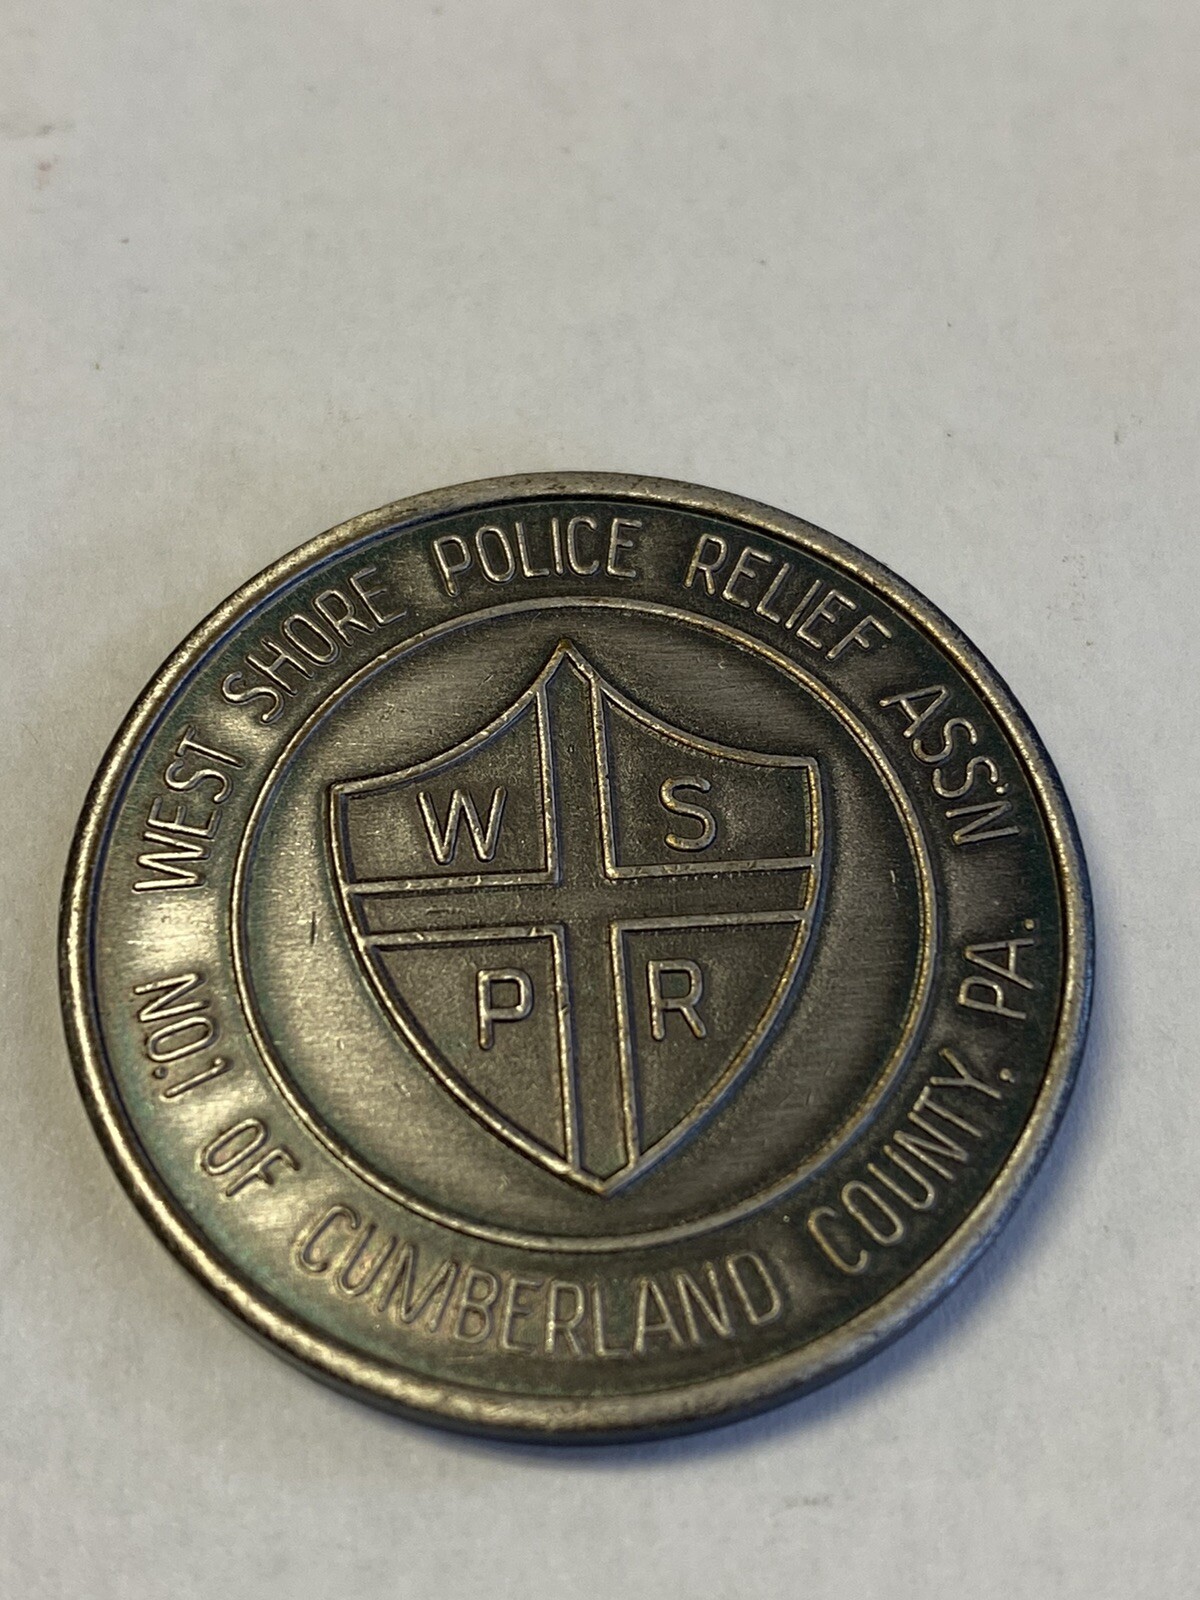 WEST SHORE POLICE RELIEF ASS'N
NO.1 OF CUMBERLAND COUNTY, PA.
W S
P R